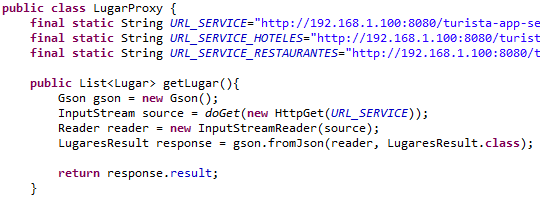 public class LugarProxy {
final static String URL_SERVICE="http://192.168.1.100:8080/turista-app-se
final static String URL_SERVICE_HOTELES="http://192.168.1.100:8080/turist
final static String URL_SERVICE_RESTAURANTES="http://192.168.1.100:8080/t
public List<Lugar> getLugar(){
Gson gson = new Gson();
InputStream source = doGet(new HttpGet(URL_SERVICE));
Reader reader = new InputStreamReader(source);
LugaresResult response = gson.fromJson(reader, LugaresResult.class);
return response.result;
}